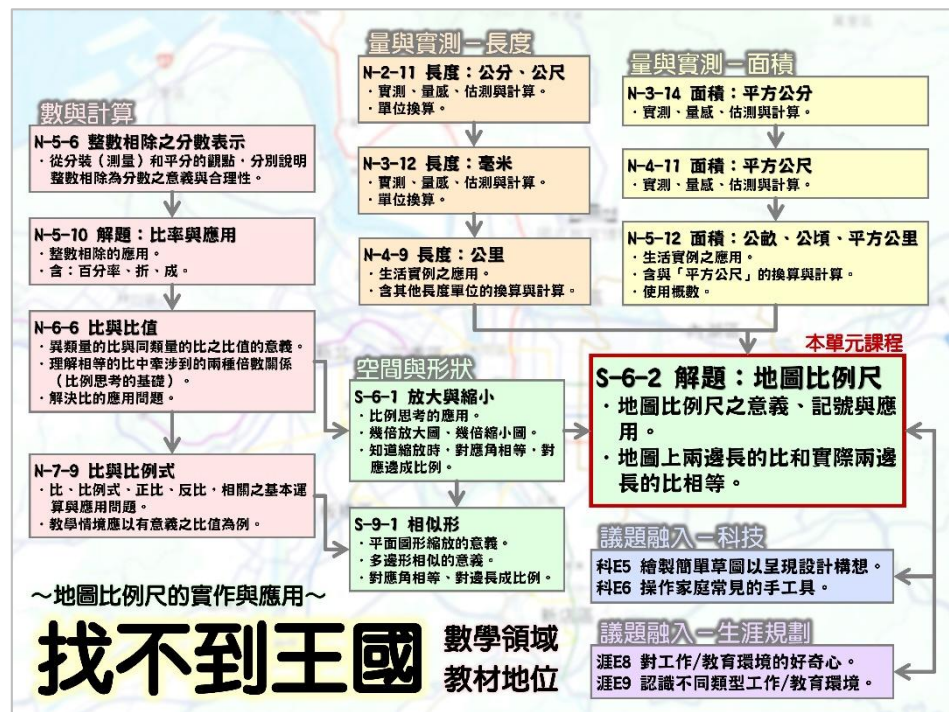 數與計算
N-5-6 整數相除之分數表示
·從分裝（測量）和平分的觀點，分別說明
整數相除為分數之意義與合理性。
N-5-10 解題：比率與應用
·整數相除的應用。
·含：百分率、折、成。
N-6-6 比與比值
·異類量的比與同類量的比之比值的意義。
·理解相等的比中牽涉到的兩種倍數關係
（比例思考的基礎）。
·解決比的應用問題。
N-7-9 比與比例式
·比、比例式、正比、反比，相關之基本運
算與應用問題。
·教學情境應以有意義之比值為例。
量與實測－長度
N-2-11 長度：公分、公尺
·實測、量感、估測與計算。
·單位換算。
N-3-12 長度：毫米
·實測、量感、估測與計算。
·單位換算。
N-4-9 長度：公里
·生活實例之應用。
·含其他長度單位的換算與計算。
量與實測－面積
N-3-14 面積：平方公分
·實測、量感、估測與計算。
N-4-11 面積：平方公尺
·實測、量感、估測與計算。
N-5-12 面積：公畝、公頃、平方公里
·生活實例之應用。
·含與「平方公尺」的換算與計算。
·使用概數。
空間與形狀
S-6-1 放大與縮小
·比例思考的應用。
·幾倍放大圖、幾倍縮小圖。
·知道縮放時，對應角相等，對
應邊成比例。
S-9-1 相似形
·平面圖形縮放的意義。
·多邊形相似的意義。
·對應角相等、對邊長成比例。
本單元課程
S-6-2 解題：地圖比例尺
·地圖比例尺之意義、記號與應
用。
·地圖上兩邊長的比和實際兩邊
長的比相等。
議題融入－科技
科E5 繪製簡單草圖以呈現設計構想。
科E6 操作家庭常見的手工具。
議題融入－生涯規劃
涯E8 對工作/教育環境的好奇心。
涯E9 認識不同類型工作/教育環境。
～地圖比例尺的實作與應用～
找不到王國
數學領域
教材地位